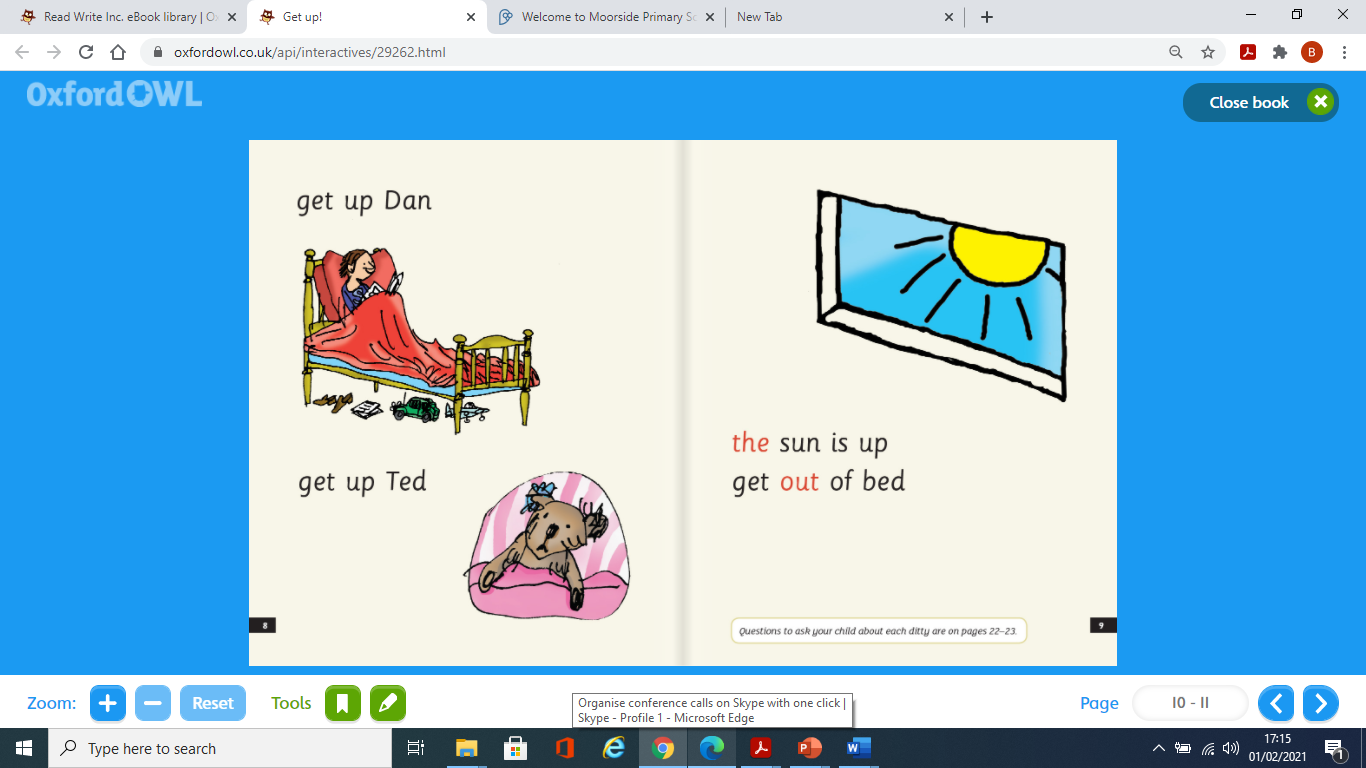 Read Write Inc. eBook library | Ox
Get up!
Welcome to Moorside Primary Sc
New Tab
oxfordowl.co.uk/api/interactives/29262.html
B
Oxford OWL
Close book
get up Dan
get up Ted
8
the sun is up
get out of bed
Questions to ask your child about each ditty are on pages 22–23.
9
Zoom:
Reset
Tools
Organise conference calls on Skype with one click |
Skype - Profile 1 - Microsoft Edge
Page
10 - 11
Type here to search
17:15
01/02/2021
1